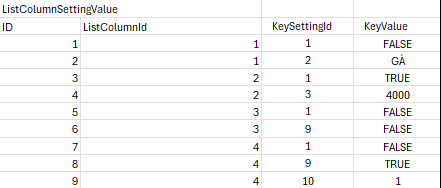 ListColumnSettingValue
ID ListColumnId KeySettingId KeyValue
1 1 1 FALSE
2 1 2 GÀ
3 2 1 TRUE
4 2 3 4000
5 3 1 FALSE
6 3 9 FALSE
7 4 1 FALSE
8 4 9 TRUE
9 4 10 1